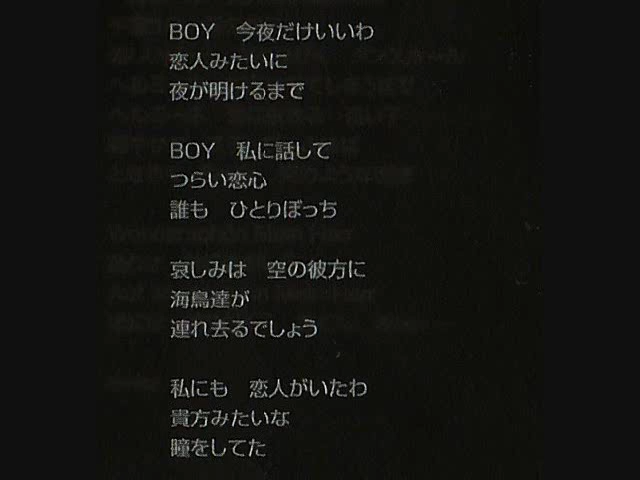 BOY　今夜だけいいわ
恋人みたいに
夜が明けるまで
BOY　私に話して
つらい恋心
誰も　ひとりぼっち
哀しみは　空の彼方に
海鳥達が
連れ去るでしょう
私にも　恋人がいたわ
貴方みたいな
瞳をしてた